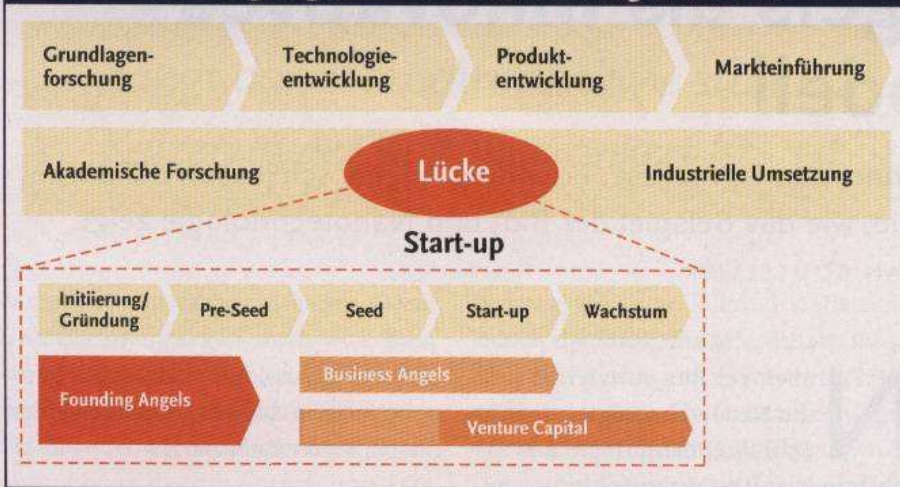 Grundlagen-
forschung
Technologie-
entwicklung
Produkt-
entwicklung
Markteinführung
Akademische Forschung
Lücke
Industrielle Umsetzung
Start-up
Initiierung/
Gründung
Pre-Seed
Seed
Start-up
Wachstum
Founding Angels
Business Angels
Venture Capital